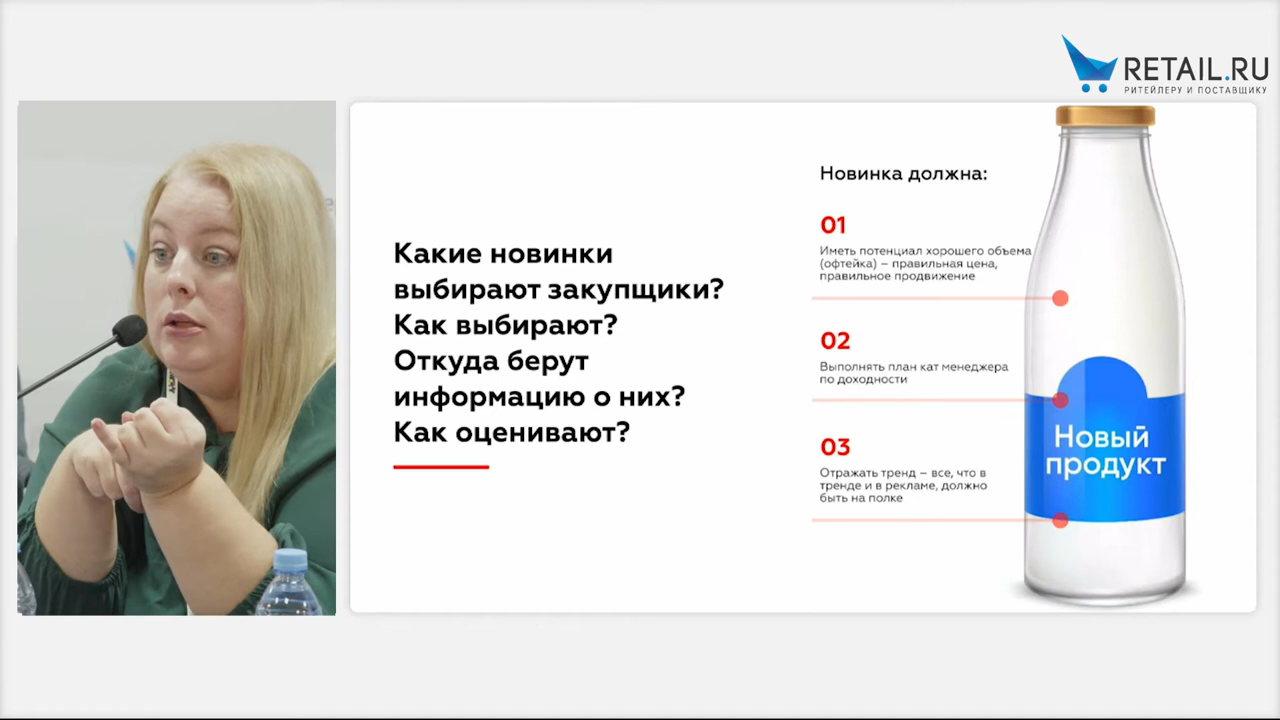 RETAIL.RU
РИТЕЙЛЕРУ И ПОСТАВЩИКУ
Какие новинки
выбирают закупщики?
Как выбирают?
Откуда берут
информацию о них?
Как оценивают?
Новинка должна:
01
Иметь потенциал хорошего объема
(офтейка) – правильная цена,
правильное продвижение
02
Выполнять план кат менеджера
по доходности
03
Отражать тренд – все, что в
тренде и в рекламе, должно
быть на полке
Новый
продукт